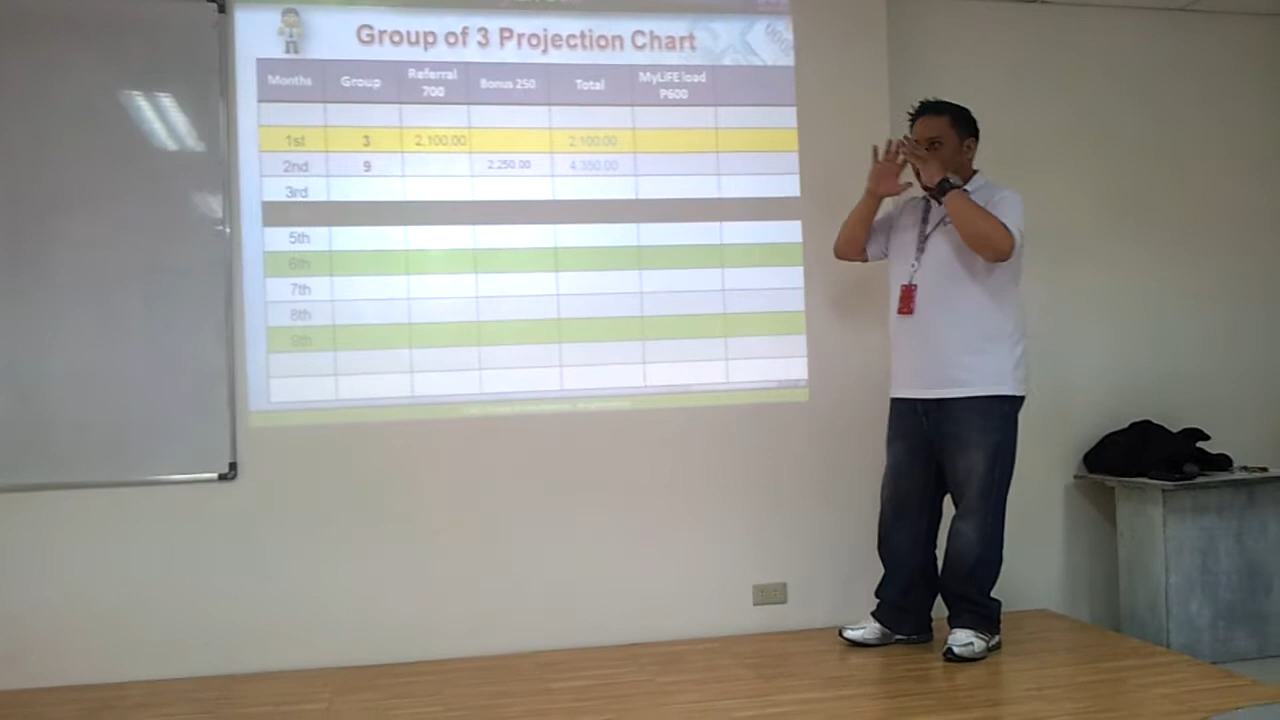 Group of 3 Projection Chart
Months Group Referral 700 Bonus 250 Total MyLiFE load P600
1st 3 2,100.00 2,100.00
2nd 9 2,250.00 4,350.00
3rd
5th
6th
7th
8th
9th